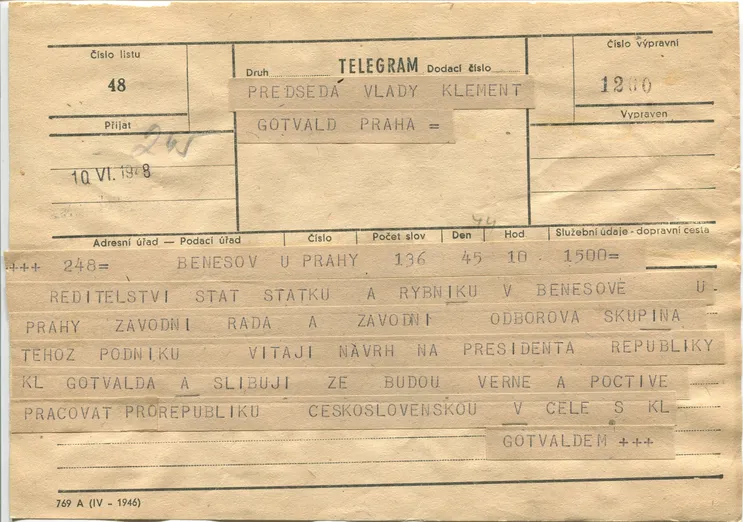 Číslo listu
48
Přijat
10 VI. 1948
Druh TELEGRAM Dodací číslo
PREDSEDA VLADY KLEMENT
GOTVALD PRAHA =
Číslo výpravní
1200
Vypraven
44
Adresní úřad — Podací úřad Číslo Počet slov Den Hod Služební údaje - dopravní cesta
+++ 248= BENESOV U PRAHY 136 45 10 1500=
REDITELSTVI STAT STATKU A RYBNIKU V BENESOVE U
PRAHY ZAVODNI RADA A ZAVODNI ODBOROVA SKUPINA
TEHOZ PODNIKU VITAJI NAVRH NA PRESIDENTA REPUBLIKY
KL GOTVALDA A SLIBUJI ZE BUDOU VERNE A POCTIVE
PRACOVAT PROREPUBLIKU CESKOSLOVENSKOU V CELE S KL
GOTVALDEM +++
769 A (IV - 1946)